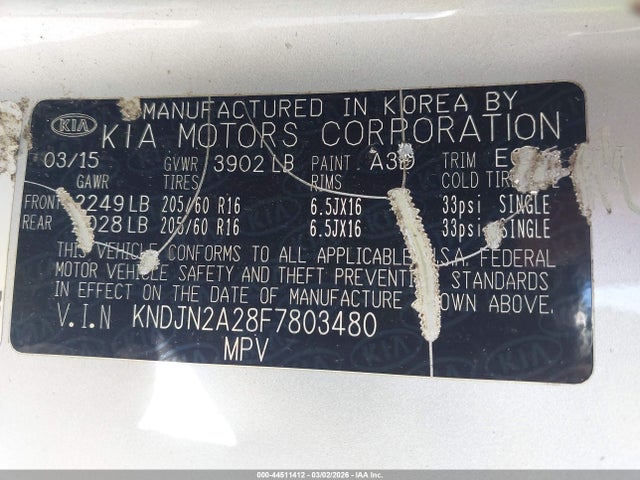 KIA MANUFACTURED IN KOREA BY
KIA MOTORS CORPORATION
03/15 GVWR 3902 LB PAINT TRIM
GAWR TIRES RIMS COLD
FRONT 2249 LB 205/60 R16 6.5JX16 33psi SINGLE
REAR 205/60 R16 6.5JX16 33psi SINGLE
THIS VEHICLE CONFORMS TO ALL APPLICABLE U.S.A. FEDERAL
MOTOR VEHICLE SAFETY AND THEFT PREVENTION STANDARDS
IN EFFECT ON THE DATE OF MANUFACTURE SHOWN ABOVE.
V.I.N KNDJN2A28F7803480
MPV
000-44511412 - 03/02/2026 - IAAI